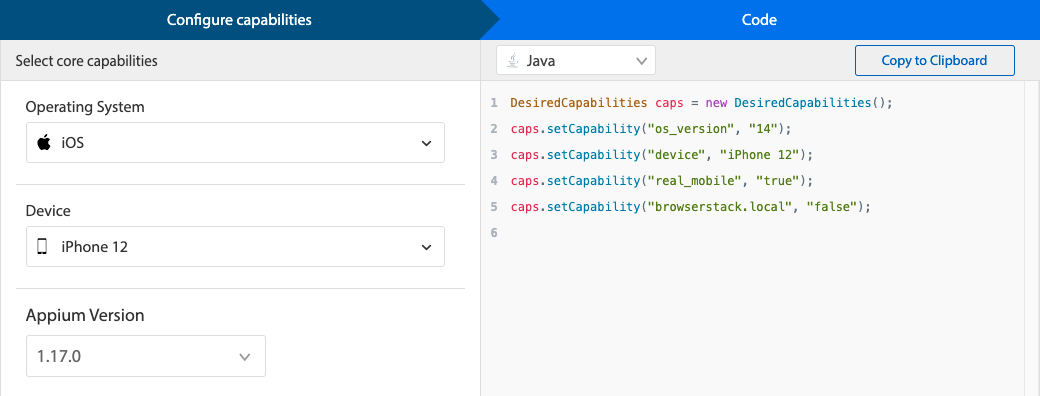 Configure capabilities
Code
Select core capabilities
Java
Copy to Clipboard
Operating System
iOS
Device
iPhone 12
Appium Version
1.17.0
1 DesiredCapabilities caps = new DesiredCapabilities();
2 caps.setCapability("os_version", "14");
3 caps.setCapability("device", "iPhone 12");
4 caps.setCapability("real_mobile", "true");
5 caps.setCapability("browserstack.local", "false");
6